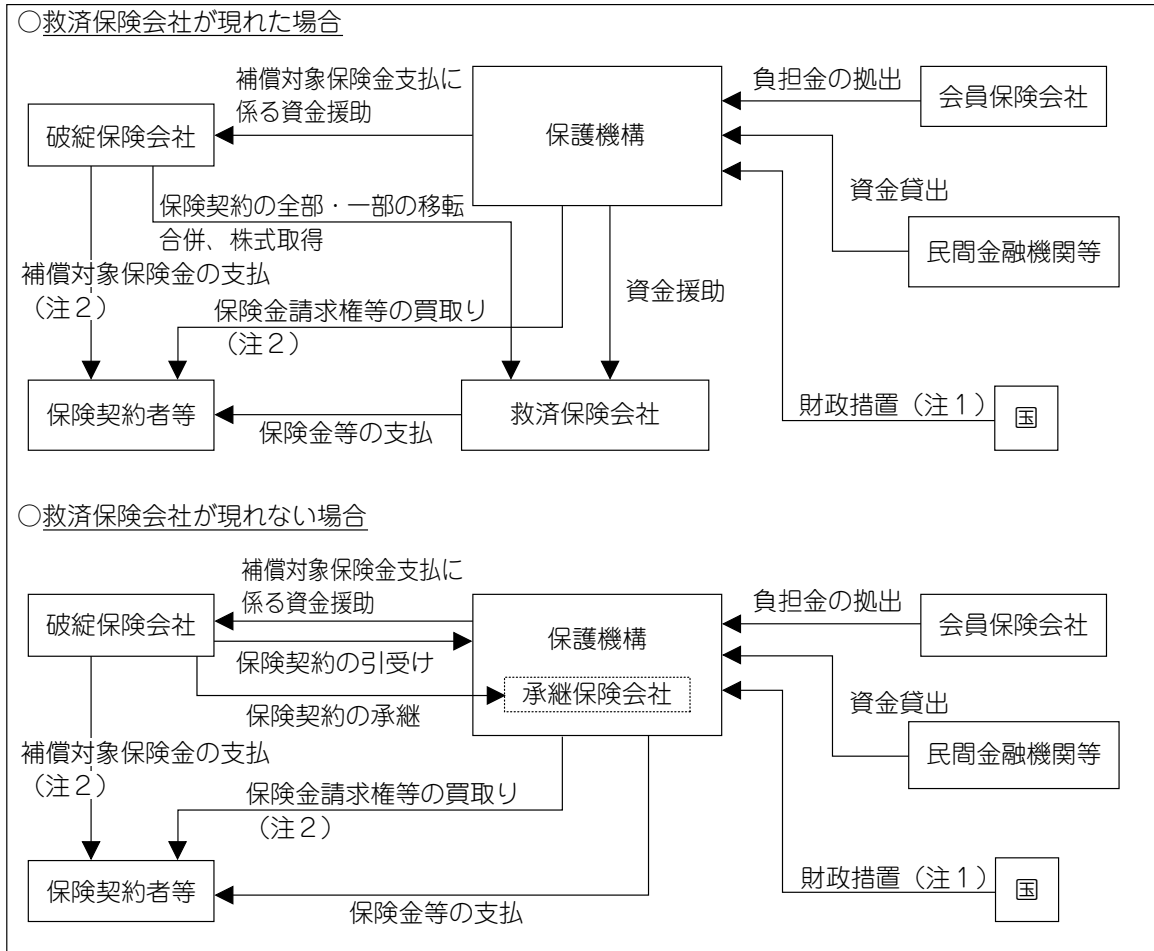 ○救済保険会社が現れた場合
補償対象保険金支払に
係る資金援助
破綻保険会社
保護機構
負担金の拠出
会員保険会社
資金貸出
民間金融機関等
保険契約の全部・一部の移転
合併、株式取得
補償対象保険金の支払
（注２）
保険金請求権等の買取り
（注２）
資金援助
保険契約者等
保険金等の支払
救済保険会社
財政措置（注１）
国
○救済保険会社が現れない場合
補償対象保険金支払に
係る資金援助
破綻保険会社
保険契約の引受け
保護機構
承継保険会社
保険契約の承継
負担金の拠出
会員保険会社
資金貸出
民間金融機関等
補償対象保険金の支払
（注２）
保険金請求権等の買取り
（注２）
保険契約者等
保険金等の支払
財政措置（注１）
国